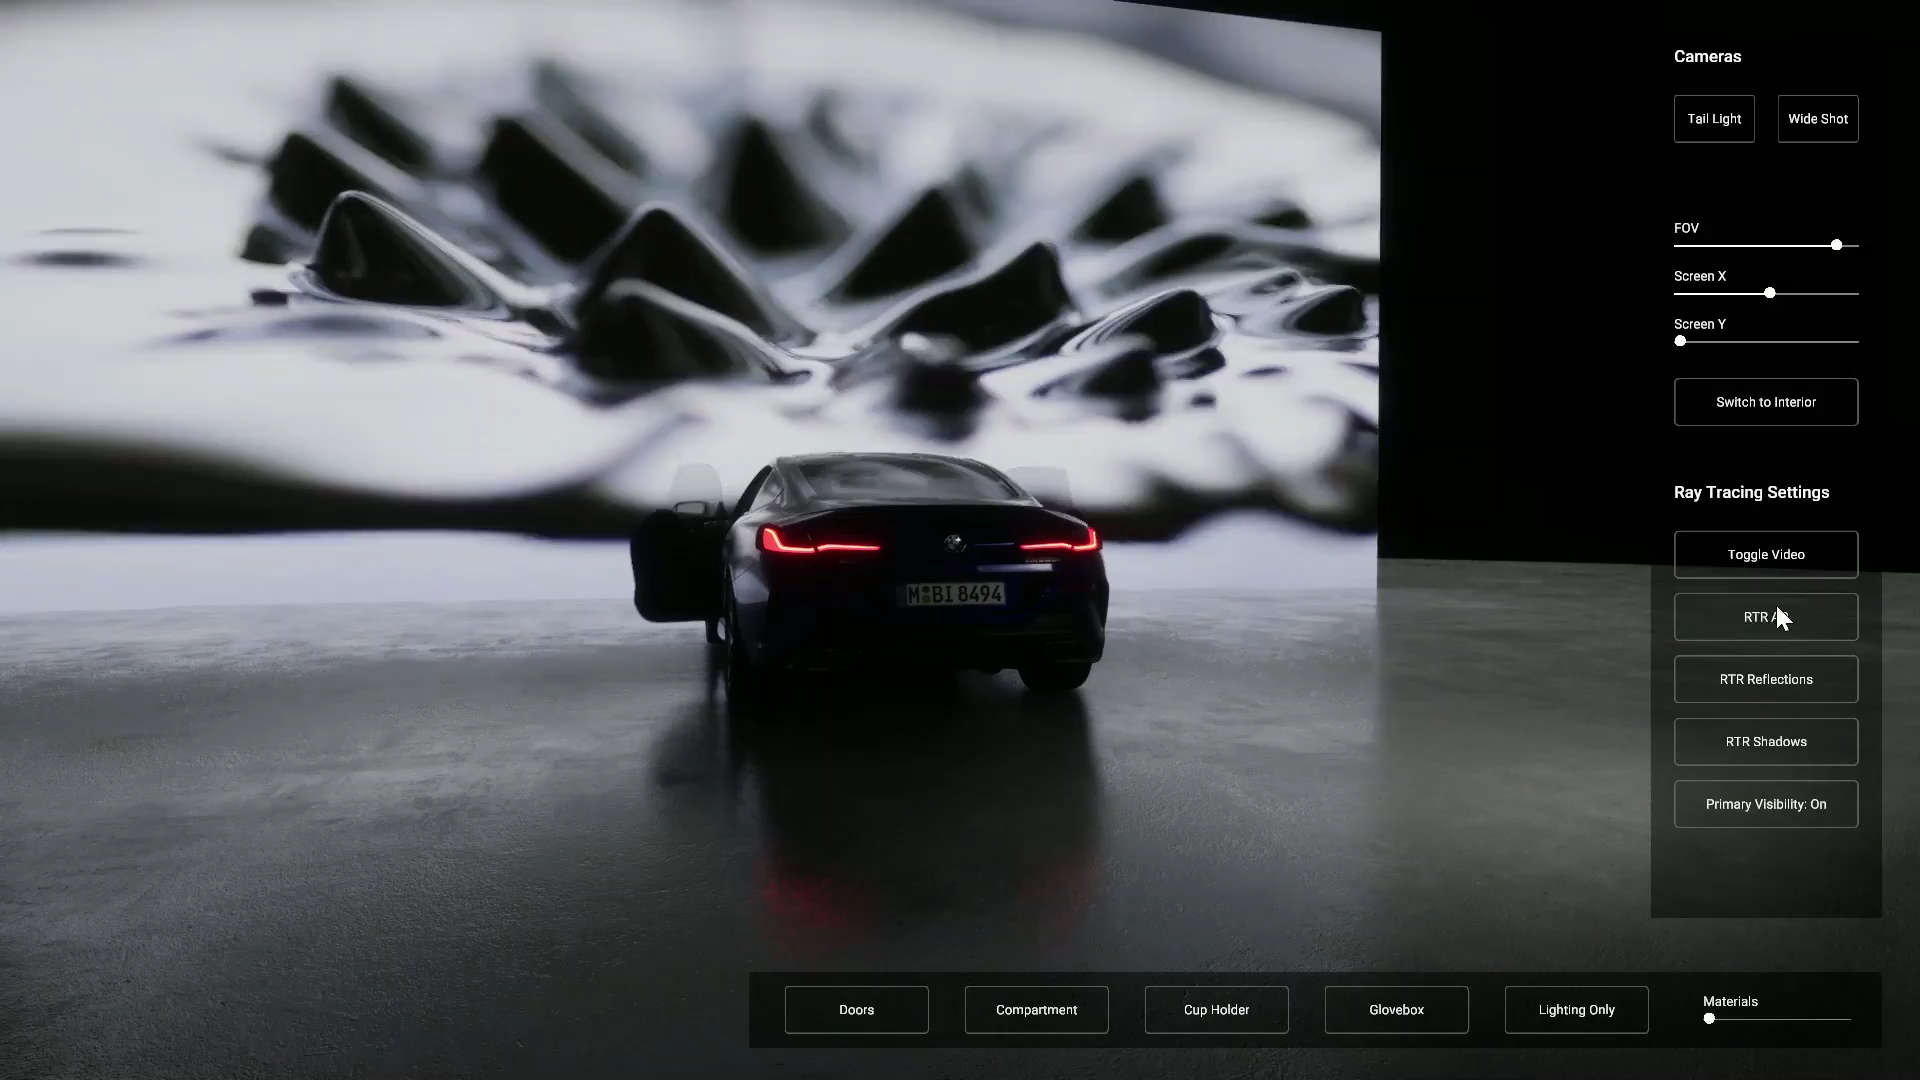 Cameras
Tail Light
Wide Shot
FOV
Screen X
Screen Y
Switch to Interior
Ray Tracing Settings
Toggle Video
RTR
RTR Reflections
RTR Shadows
Primary Visibility: On
M BI 8494
Doors
Compartment
Cup Holder
Glovebox
Lighting Only
Materials